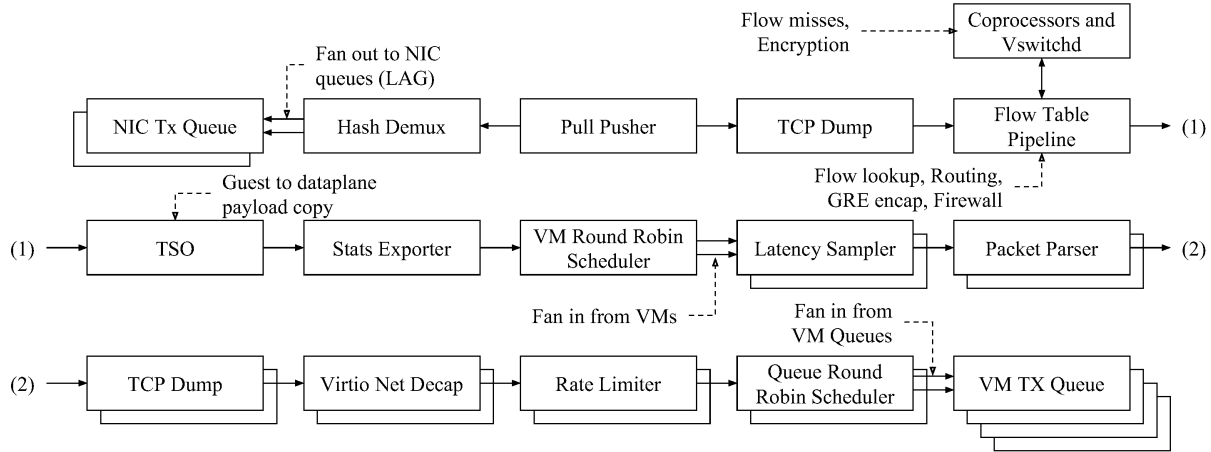 Flow misses,
Encryption
Coprocessors and
Vswitchd
Fan out to NIC
queues (LAG)
NIC Tx Queue
Hash Demux
Pull Pusher
TCP Dump
Flow Table
Pipeline
(1)
Guest to dataplane
payload copy
Flow lookup, Routing,
GRE encap, Firewall
(1)
TSO
Stats Exporter
VM Round Robin
Scheduler
Latency Sampler
Packet Parser
(2)
Fan in from VMs
Fan in from
VM Queues
(2)
TCP Dump
Virtio Net Decap
Rate Limiter
Queue Round
Robin Scheduler
VM TX Queue